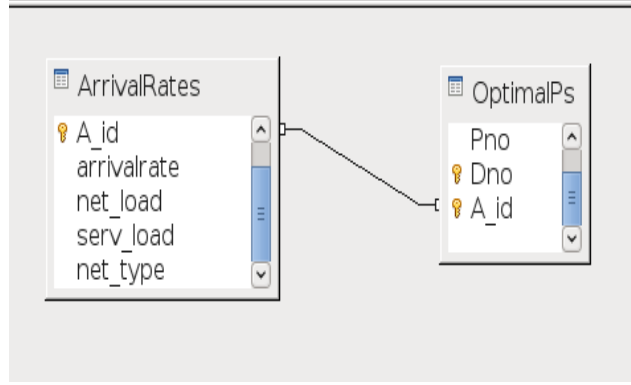 ArrivalRates
A_id
arrivalrate
net_load
serv_load
net_type
OptimalPs
Pno
Dno
A_id